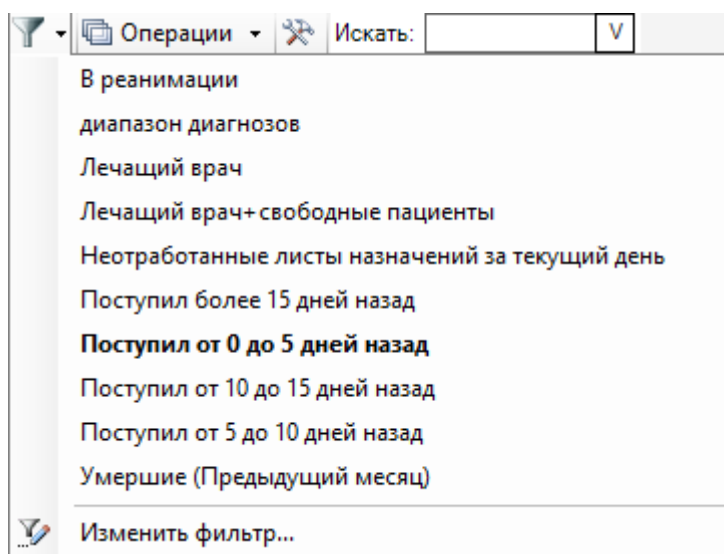 Операции Искать: V
В реанимации
диапазон диагнозов
Лечащий врач
Лечащий врач+свободные пациенты
Неотработанные листы назначений за текущий день
Поступил более 15 дней назад
Поступил от 0 до 5 дней назад
Поступил от 10 до 15 дней назад
Поступил от 5 до 10 дней назад
Умершие (Предыдущий месяц)
Изменить фильтр...